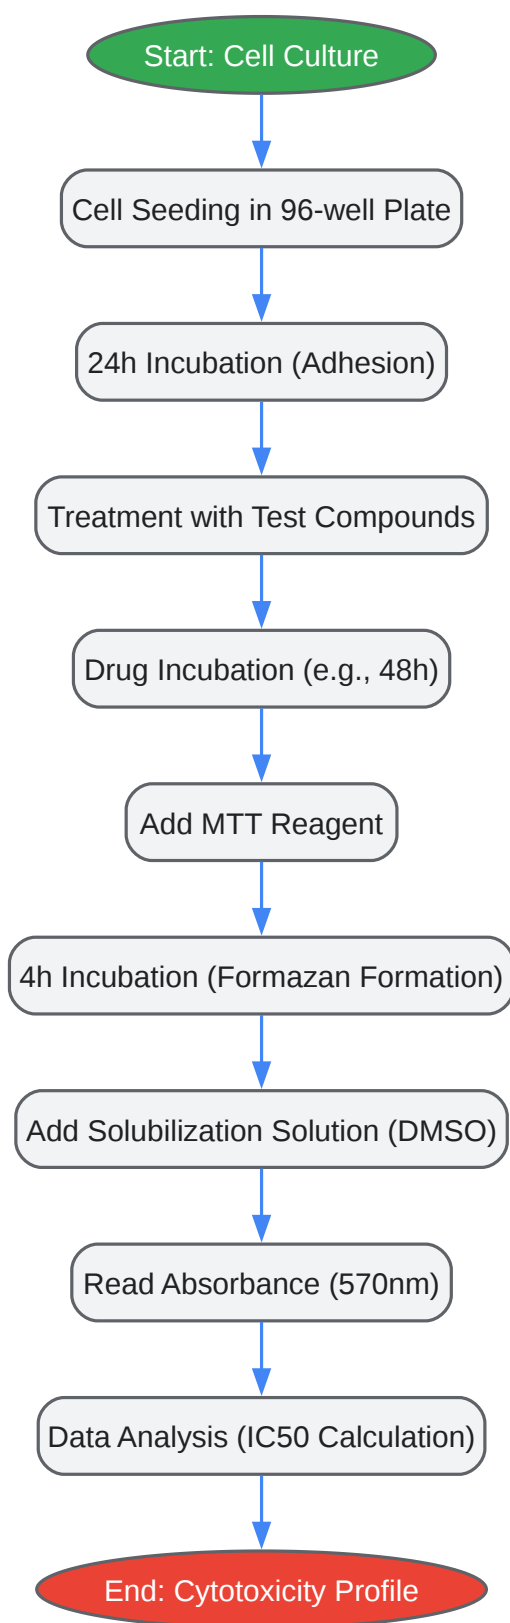 Start: Cell Culture
Cell Seeding in 96-well Plate
24h Incubation (Adhesion)
Treatment with Test Compounds
Drug Incubation (e.g., 48h)
Add MTT Reagent
4h Incubation (Formazan Formation)
Add Solubilization Solution (DMSO)
Read Absorbance (570nm)
Data Analysis (IC50 Calculation)
End: Cytotoxicity Profile